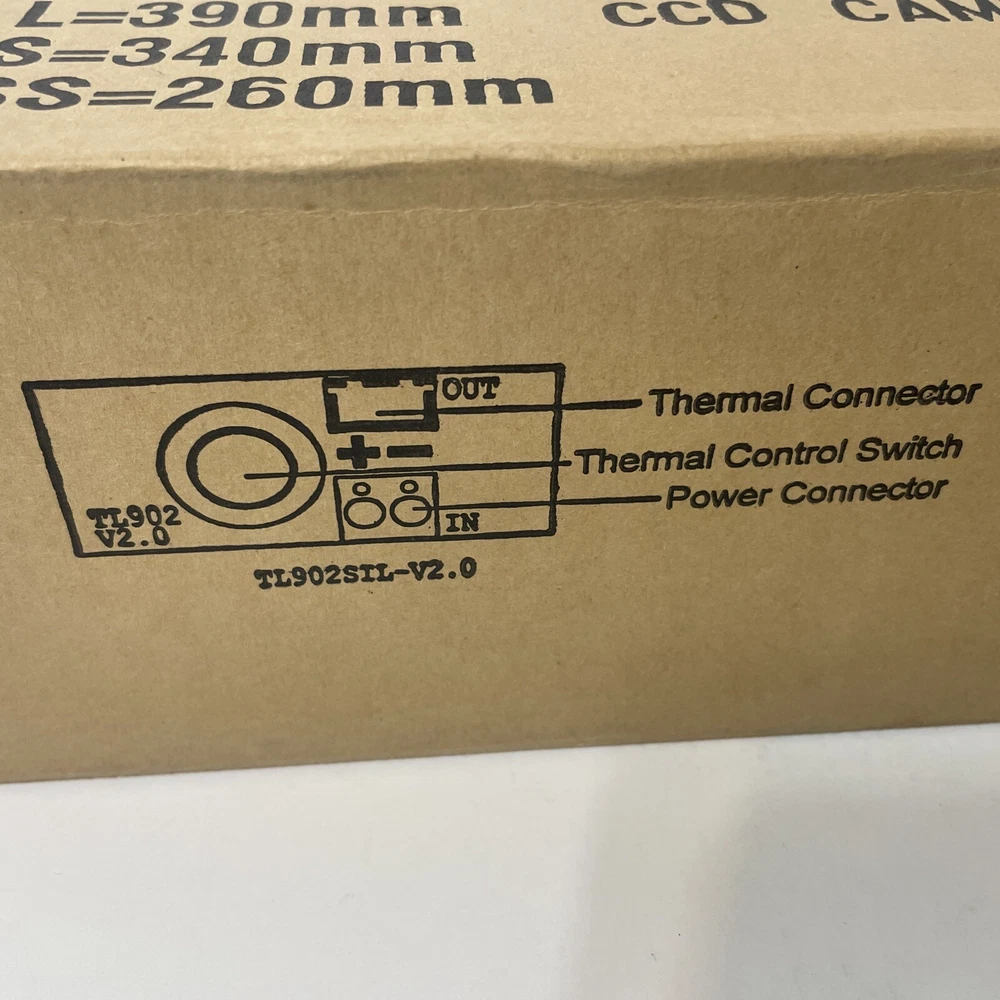 L=390mm CCD CAM
S=340mm
SS=260mm
OUT
Thermal Connector
+ -
Thermal Control Switch
Power Connector
TL902
V2.0
IN
TL902SIL-V2.0